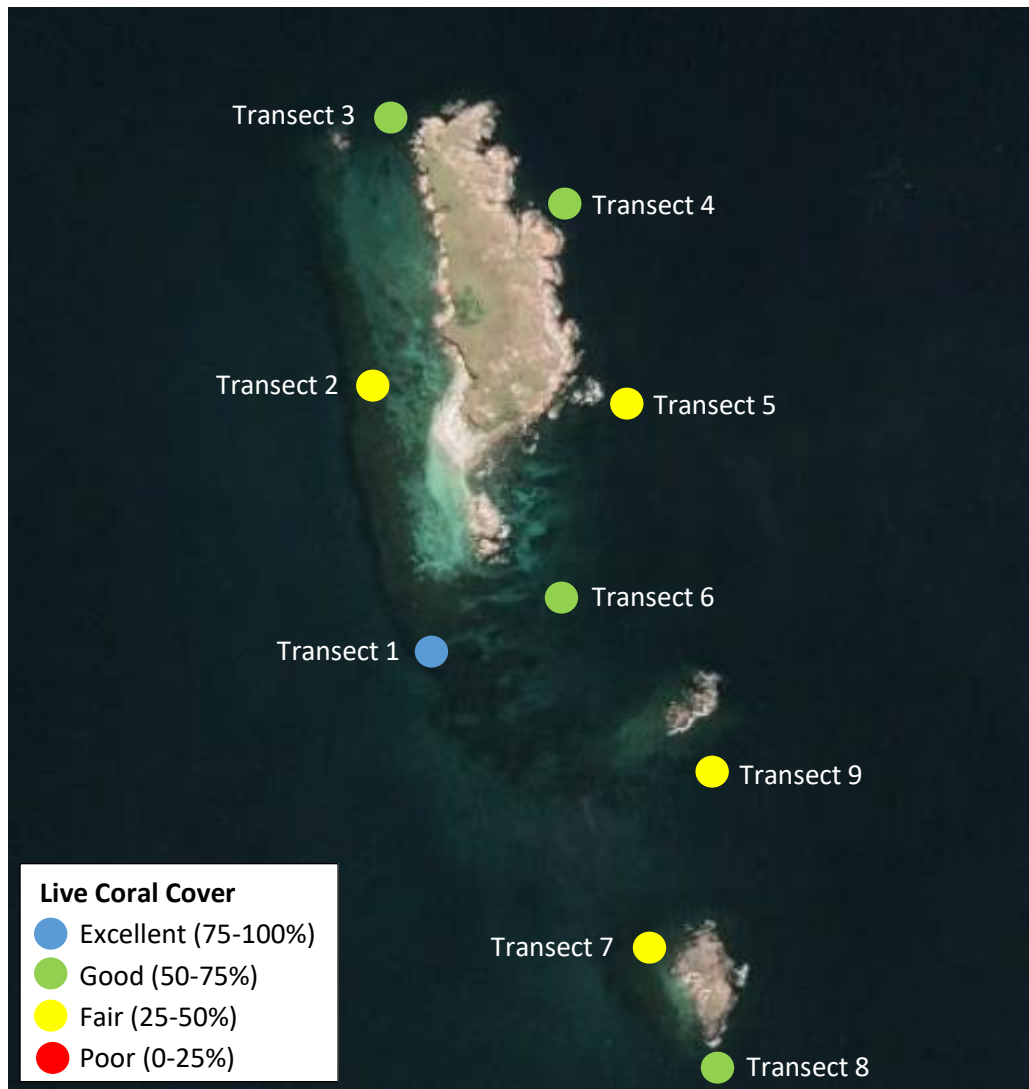 Transect 3
Transect 4
Transect 2
Transect 5
Transect 6
Transect 1
Transect 9
Transect 7
Transect 8
Live Coral Cover
Excellent (75-100%)
Good (50-75%)
Fair (25-50%)
Poor (0-25%)